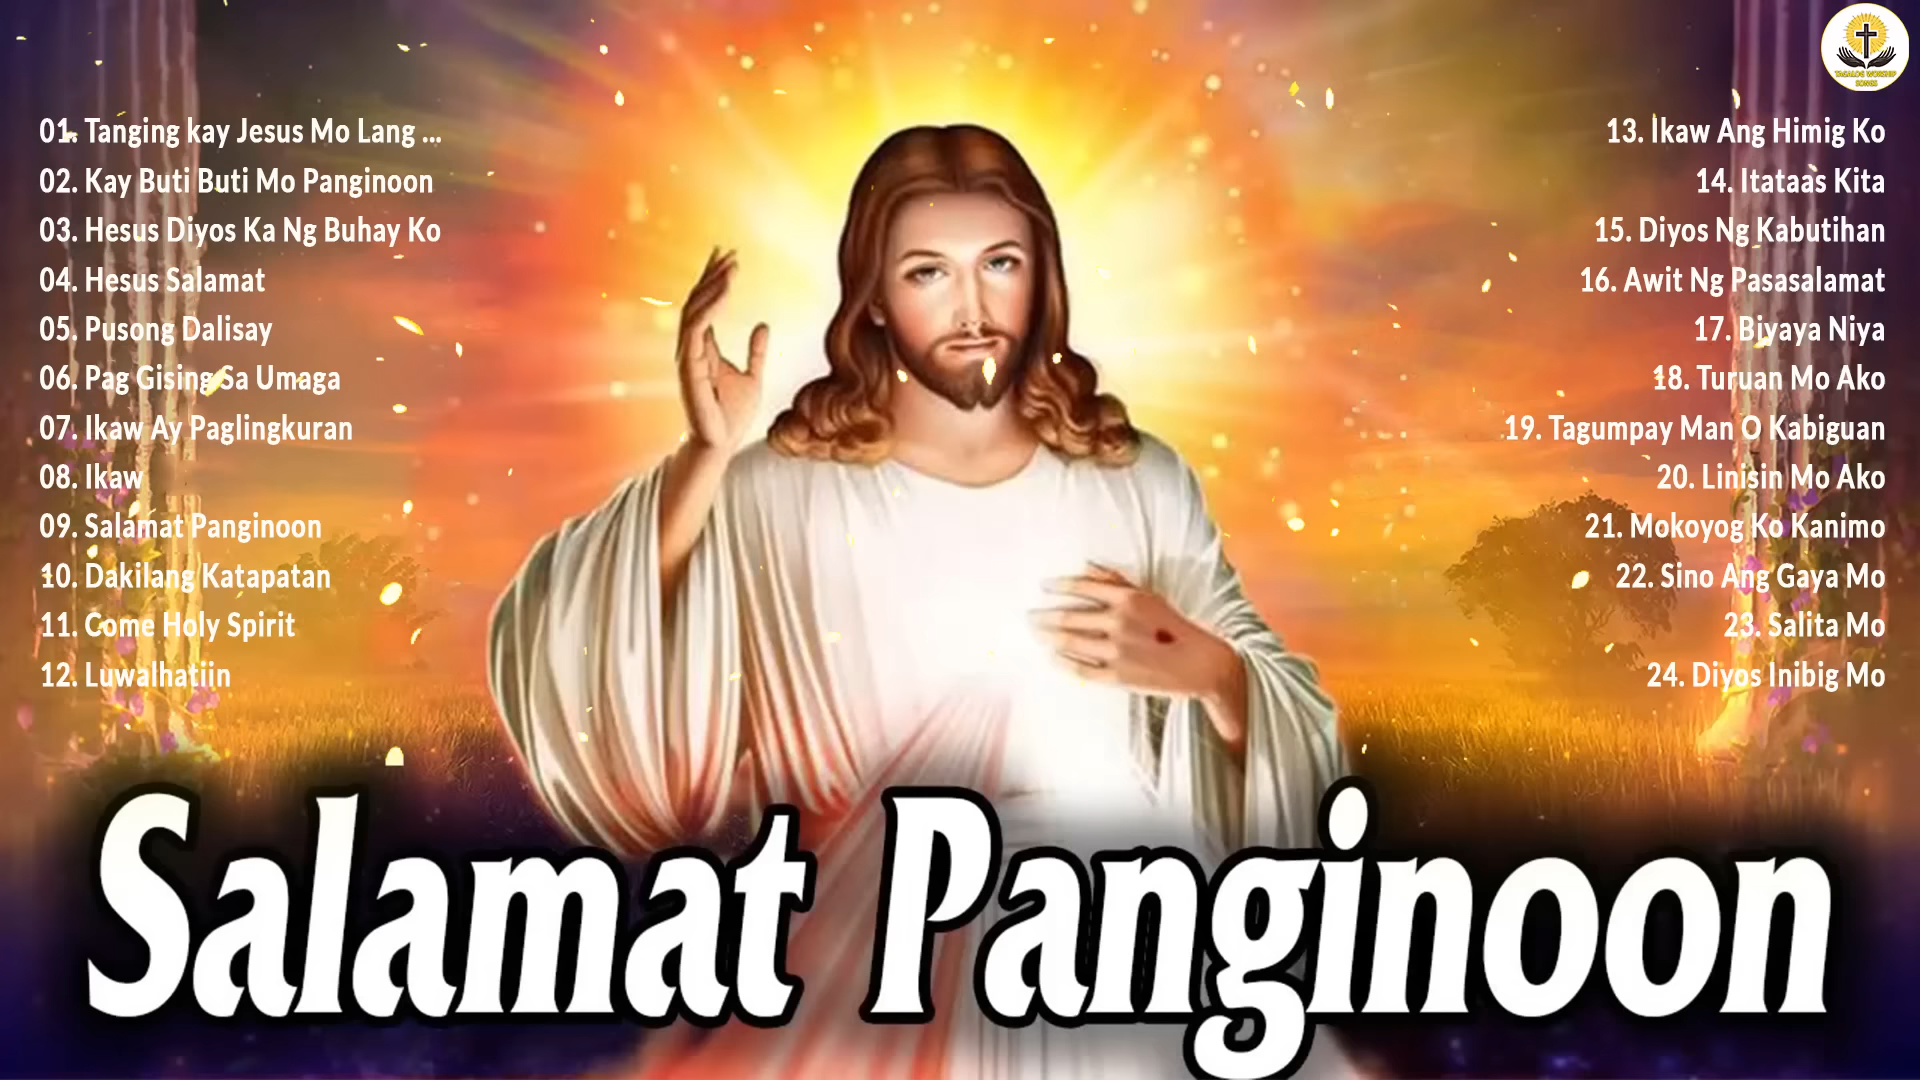 01. Tanging kay Jesus Mo Lang ...
02. Kay Buti Buti Mo Panginoon
03. Hesus Diyos Ka Ng Buhay Ko
04. Hesus Salamat
05. Pusong Dalisay
06. Pag Gising Sa Umaga
07. Ikaw Ay Paglingkuran
08. Ikaw
09. Salamat Panginoon
10. Dakilang Katapatan
11. Come Holy Spirit
12. Luwalhatiin
13. Ikaw Ang Himig Ko
14. Itataas Kita
15. Diyos Ng Kabutihan
16. Awit Ng Pasasalamat
17. Biyaya Niya
18. Turuan Mo Ako
19. Tagumpay Man O Kabiguan
20. Linisin Mo Ako
21. Mokoyog Ko Kanimo
22. Sino Ang Gaya Mo
23. Salita Mo
24. Diyos Inibig Mo
TAGALOG WORSHIP
SONGS
Salamat Panginoon